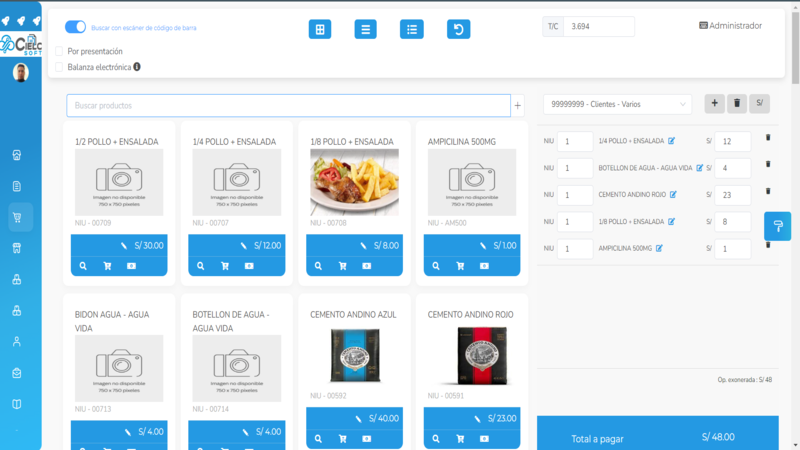 Buscar con escáner de código de barra
T/C 3.694
Administrador
Por presentación
Balanza electrónica
Buscar productos
+
99999999 - Clientes - Varios
+
S/
1/2 POLLO + ENSALADA
Imagen no disponible
750 x 750 pixeles
NIU - 00709
S/ 30.00
1/4 POLLO + ENSALADA
Imagen no disponible
750 x 750 pixeles
NIU - 00707
S/ 12.00
1/8 POLLO + ENSALADA
NIU - 00708
S/ 8.00
AMPICILINA 500MG
Imagen no disponible
750 x 750 pixeles
NIU - AM500
S/ 1.00
BIDON AGUA - AGUA
VIDA
Imagen no disponible
750 x 750 pixeles
NIU - 00713
S/ 4.00
BOTELLON DE AGUA -
AGUA VIDA
Imagen no disponible
750 x 750 pixeles
NIU - 00714
S/ 4.00
CEMENTO ANDINO AZUL
NIU - 00592
S/ 40.00
CEMENTO ANDINO ROJO
NIU - 00591
S/ 23.00
NIU 1 1/4 POLLO + ENSALADA S/ 12
NIU 1 BOTELLON DE AGUA - AGUA VIDA S/ 4
NIU 1 CEMENTO ANDINO ROJO S/ 23
NIU 1 1/8 POLLO + ENSALADA S/ 8
NIU 1 AMPICILINA 500MG S/ 1
Op. exonerada : S/ 48
Total a pagar S/ 48.00